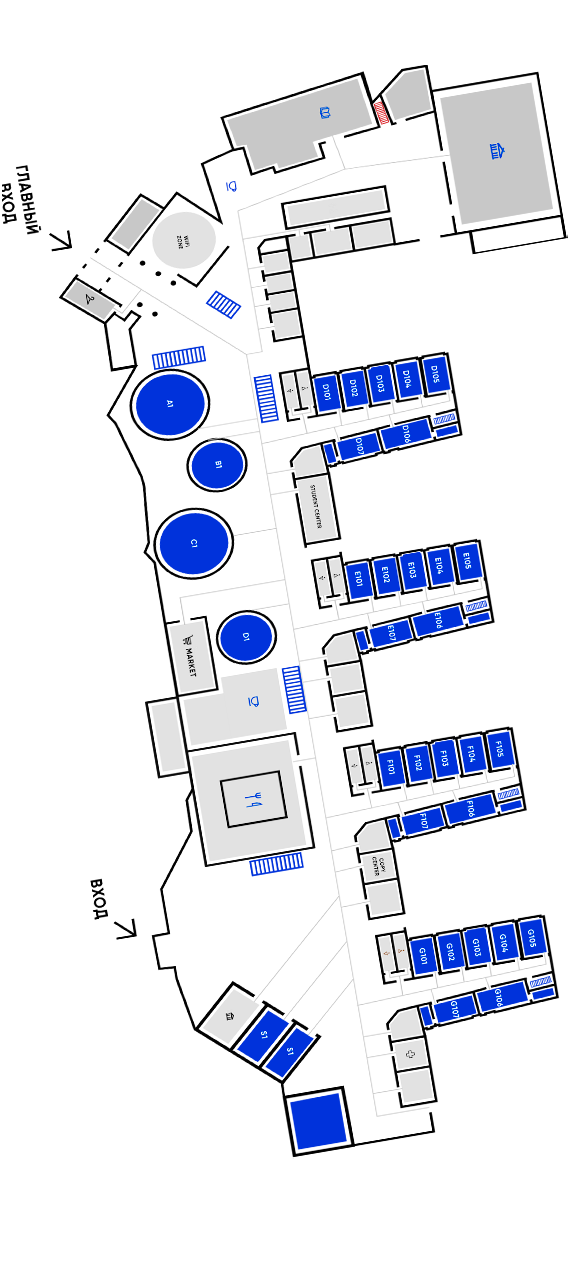 ГЛАВНЫЙ
ВХОД
WIFI
ZONE
A1
B1
C1
D1
D101
D102
D103
D104
D105
D106
D107
STUDENT CENTER
E101
E102
E103
E104
E105
E106
E107
MARKET
F101
F102
F103
F104
F105
F106
F107
COPY
CENTER
ВХОД
G101
G102
G103
G104
G105
G106
G107
S1
S1